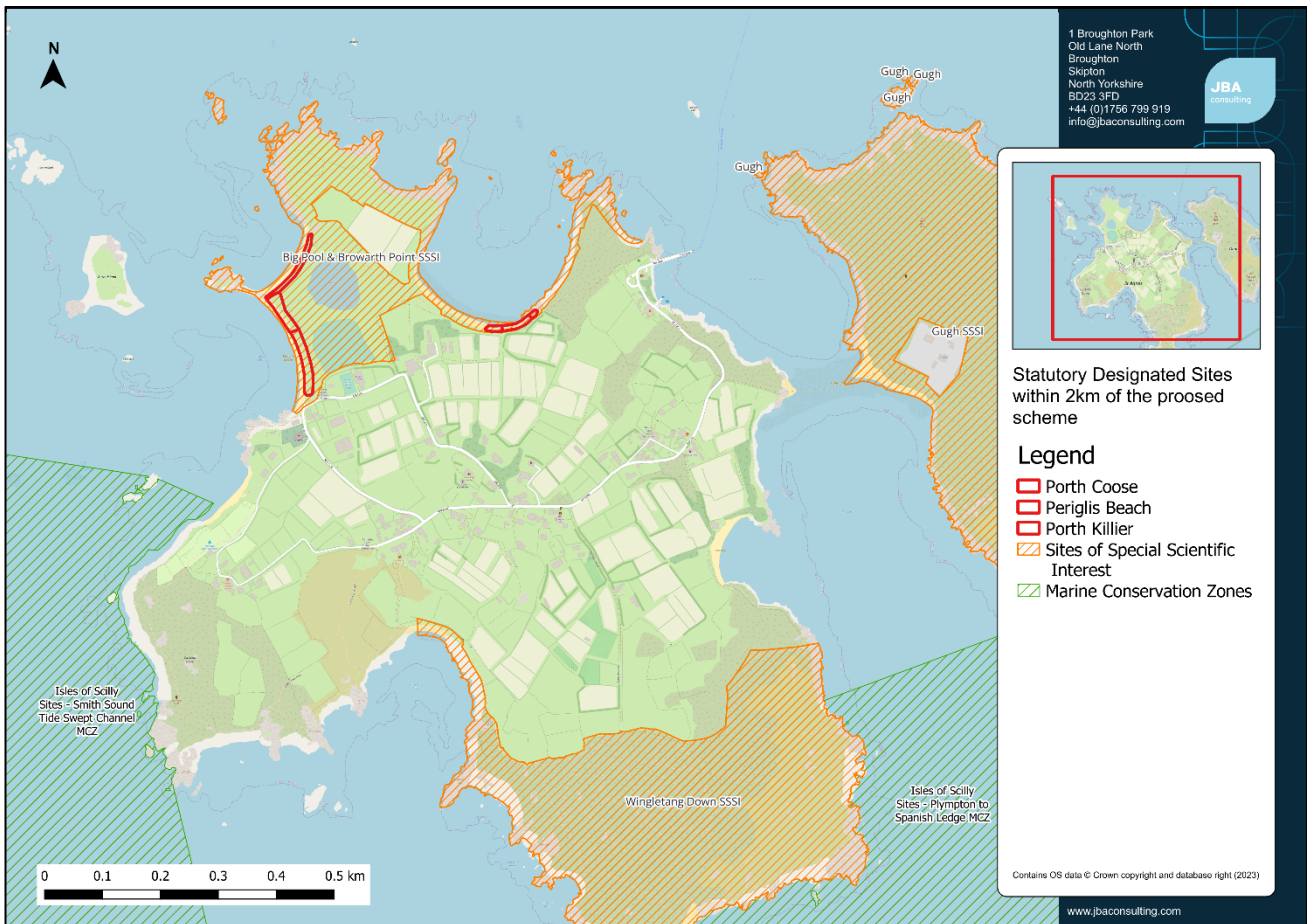 N
1 Broughton Park
Old Lane North
Broughton
Skipton
North Yorkshire
BD23 3FD
+44 (0)1756 799 919
info@jbaconsulting.com
JBA
consulting
Gugh Gugh
Gugh
Gugh
Big Pool & Browarth Point SSSI
Gugh SSSI
Statutory Designated Sites
within 2km of the proosed
scheme
Legend
Porth Coose
Periglis Beach
Porth Killier
Sites of Special Scientific
Interest
Marine Conservation Zones
Isles of Scilly
Sites - Smith Sound
Tide Swept Channel
MCZ
Wingletang Down SSSI
Isles of Scilly
Sites - Plympton to
Spanish Ledge MCZ
0 0.1 0.2 0.3 0.4 0.5 km
Contains OS data © Crown copyright and database right (2023)
www.jbaconsulting.com